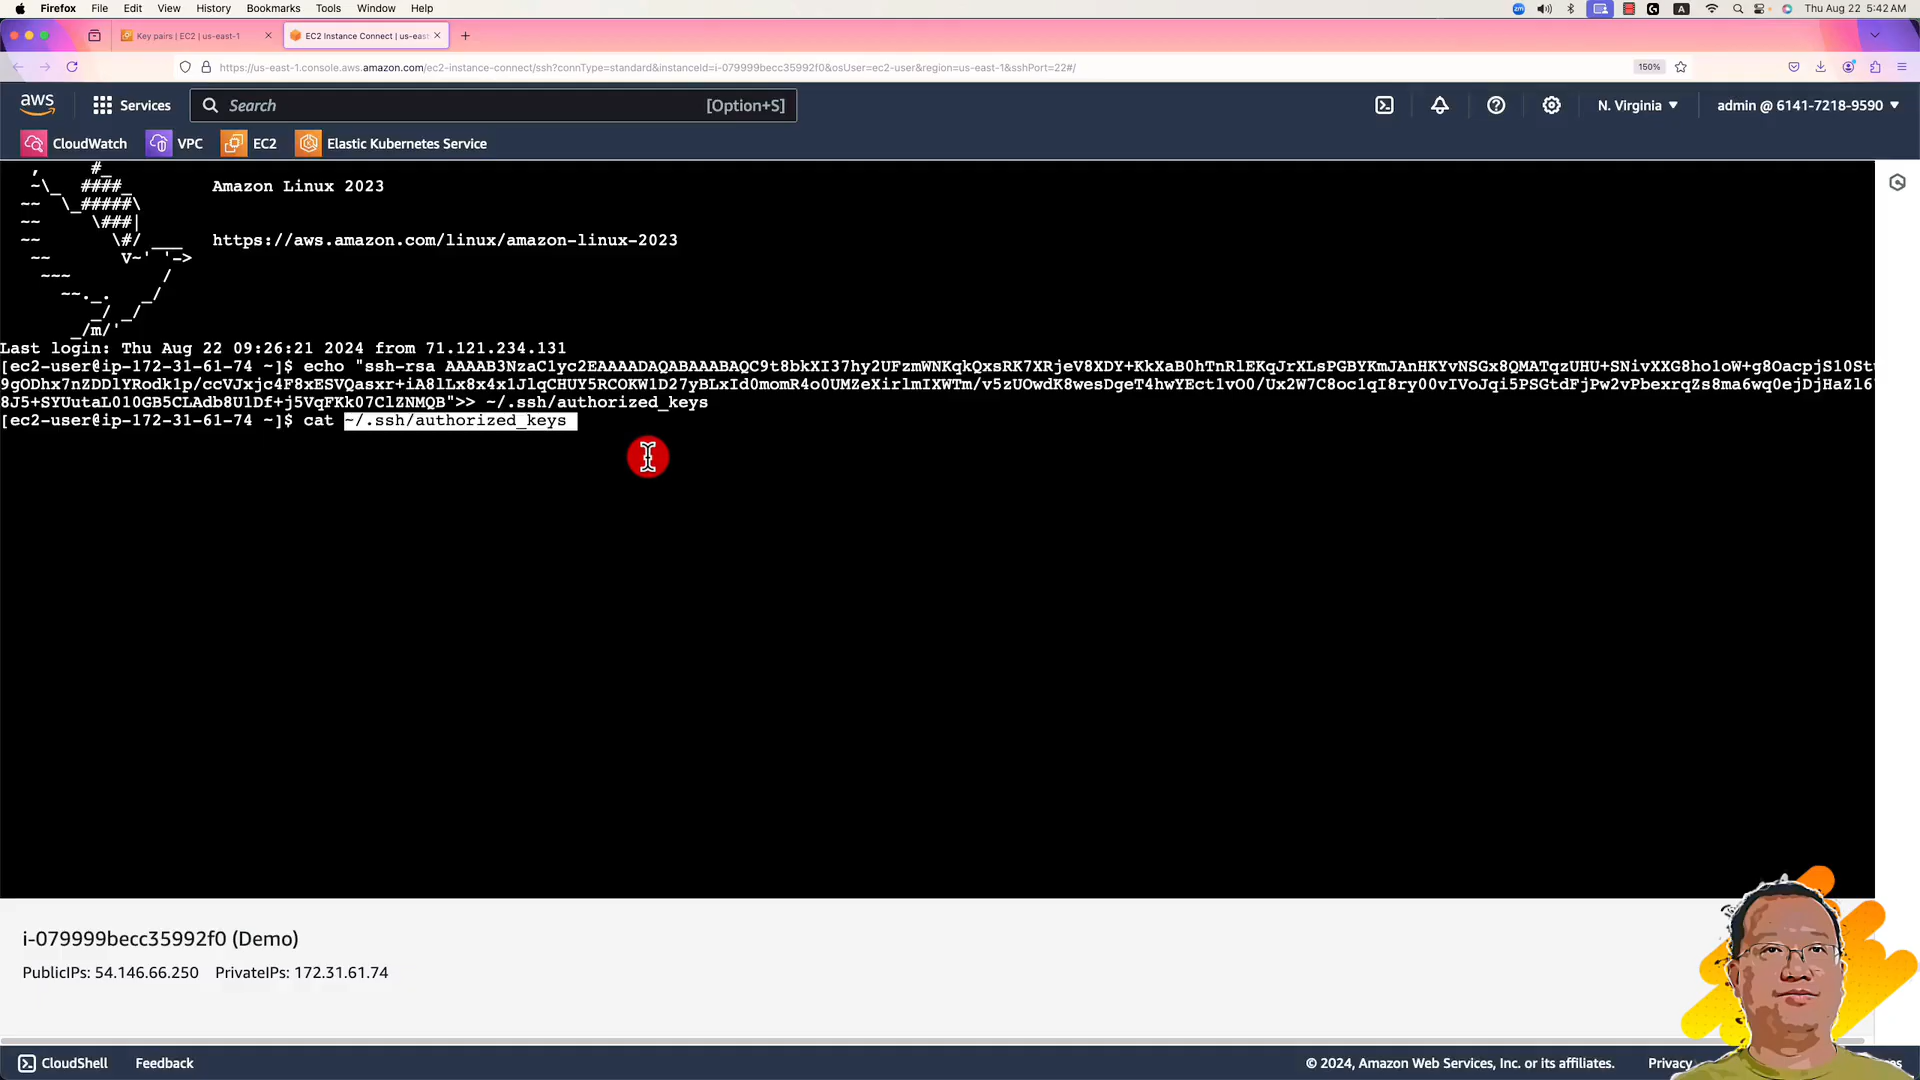 Firefox File Edit View History Bookmarks Tools Window Help
A
Thu Aug 22 5:42 AM
Key pairs | EC2 | us-east-1
EC2 Instance Connect | us-eas
https://us-east-1.console.aws.amazon.com/ec2-instance-connect/ssh?connType=standard&instanceId=i-079999becc35992f0&osUser=ec2-user&region=us-east-1&sshPort=22#/
150%
aws
Services
Search
[Option+S]
N. Virginia
admin @ 6141-7218-9590
CloudWatch
VPC
EC2
Elastic Kubernetes Service
Amazon Linux 2023
https://aws.amazon.com/linux/amazon-linux-2023
Last login: Thu Aug 22 09:26:21 2024 from 71.121.234.131
[ec2-user@ip-172-31-61-74 ~]$ echo "ssh-rsa
>> ~/.ssh/authorized_keys
[ec2-user@ip-172-31-61-74 ~]$ cat ~/.ssh/authorized_keys
i-079999becc35992f0 (Demo)
PublicIPs: 54.146.66.250 PrivateIPs: 172.31.61.74
CloudShell
Feedback
© 2024, Amazon Web Services, Inc. or its affiliates.
Privacy